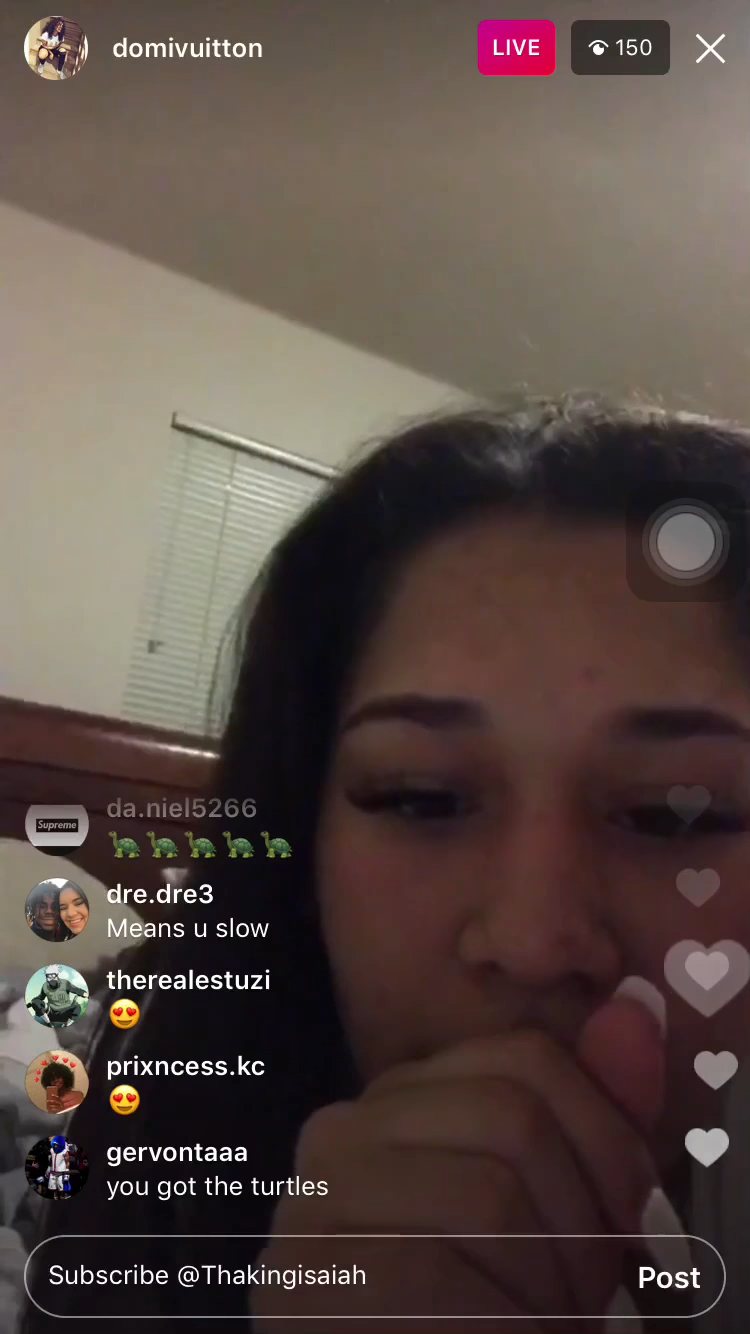 domivuitton
LIVE
150
da.niel5266
Supreme
🐢🐢🐢🐢🐢
dre.dre3
Means u slow
therealestuzi
😍
prixncess.kc
😍
gervontaaa
you got the turtles
Subscribe @Thakingisaiah
Post